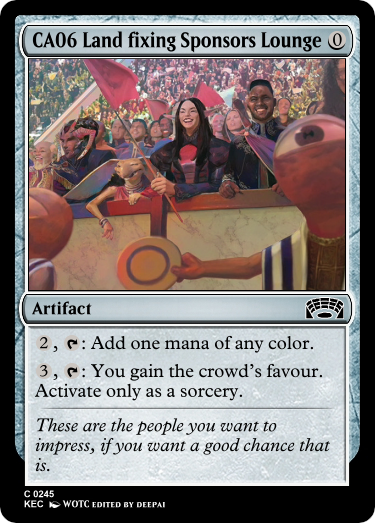 CA06 Land fixing Sponsors Lounge 0
Artifact
2, : Add one mana of any color.
3, : You gain the crowd's favour.
Activate only as a sorcery.
These are the people you want to
impress, if you want a good chance that
is.
C 0245
KEC WOTC EDITED BY DEEPAI